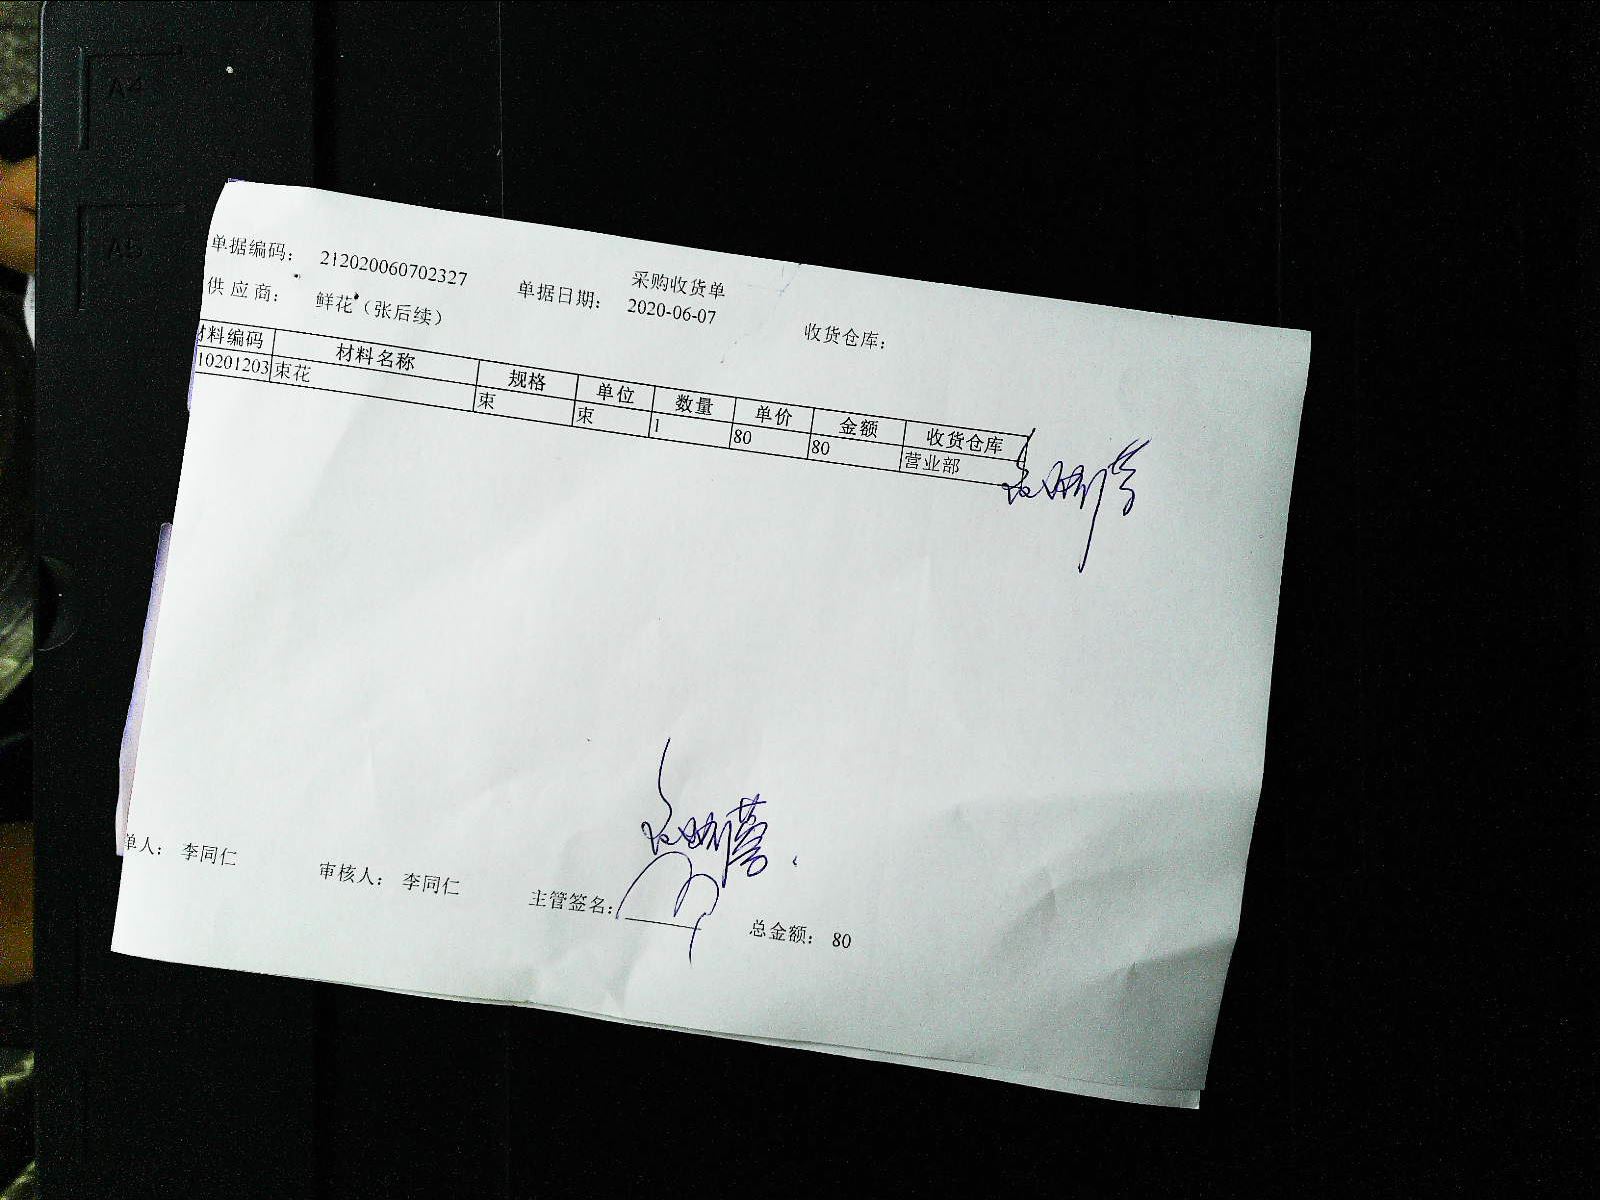 采购收货单
单据编码： 212020060702327 单据日期： 2020-06-07 收货仓库：
供应商： 鲜花（张后续）
材料编码 材料名称 规格 单位 数量 单价 金额 收货仓库
10201203 束花 束 束 1 80 80 营业部
单人： 李同仁 审核人： 李同仁 主管签名： 总金额： 80
A4
A5